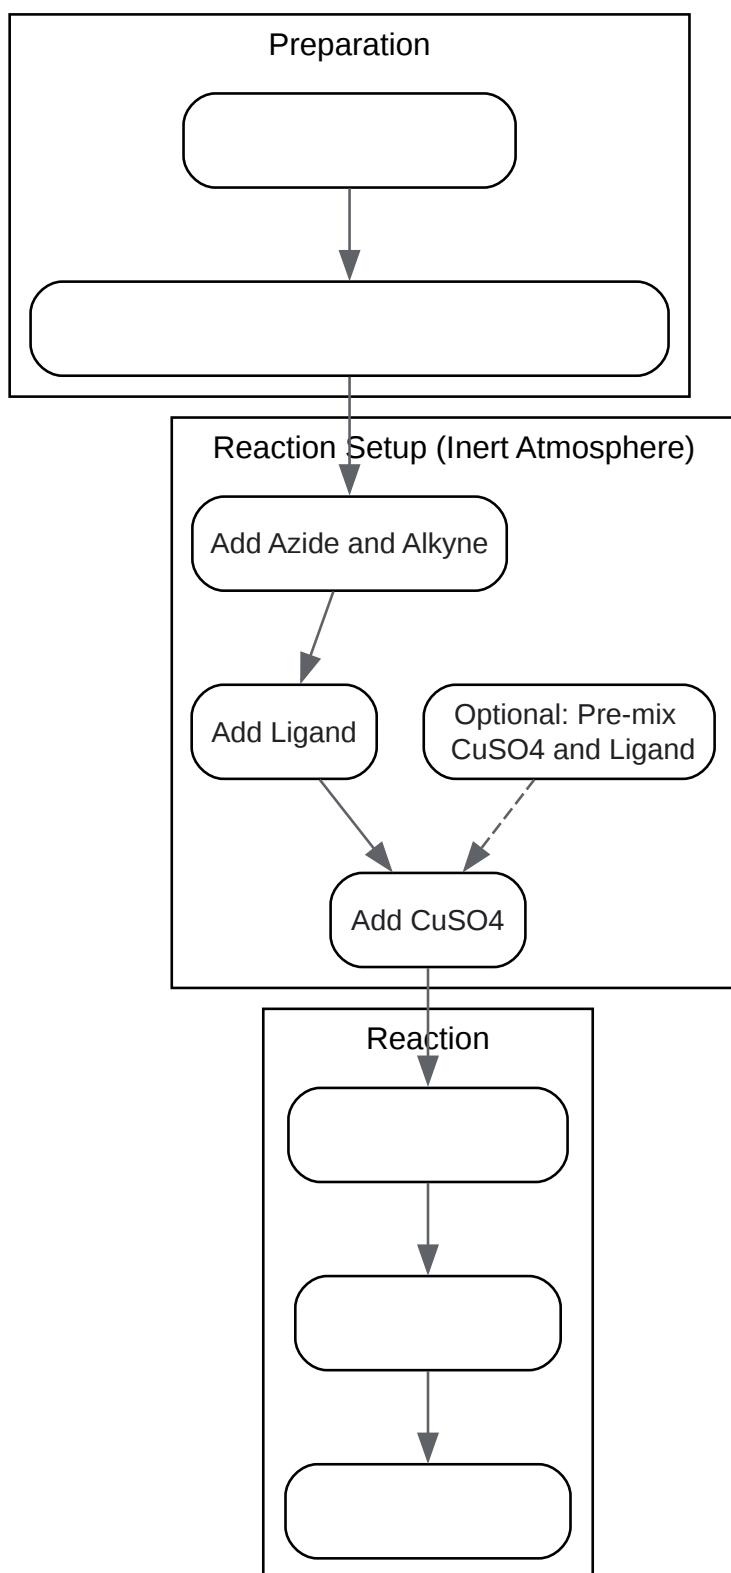 Preparation
Reaction Setup (Inert Atmosphere)
Add Azide and Alkyne
Add Ligand
Optional: Pre-mix
CuSO4 and Ligand
Add CuSO4
Reaction